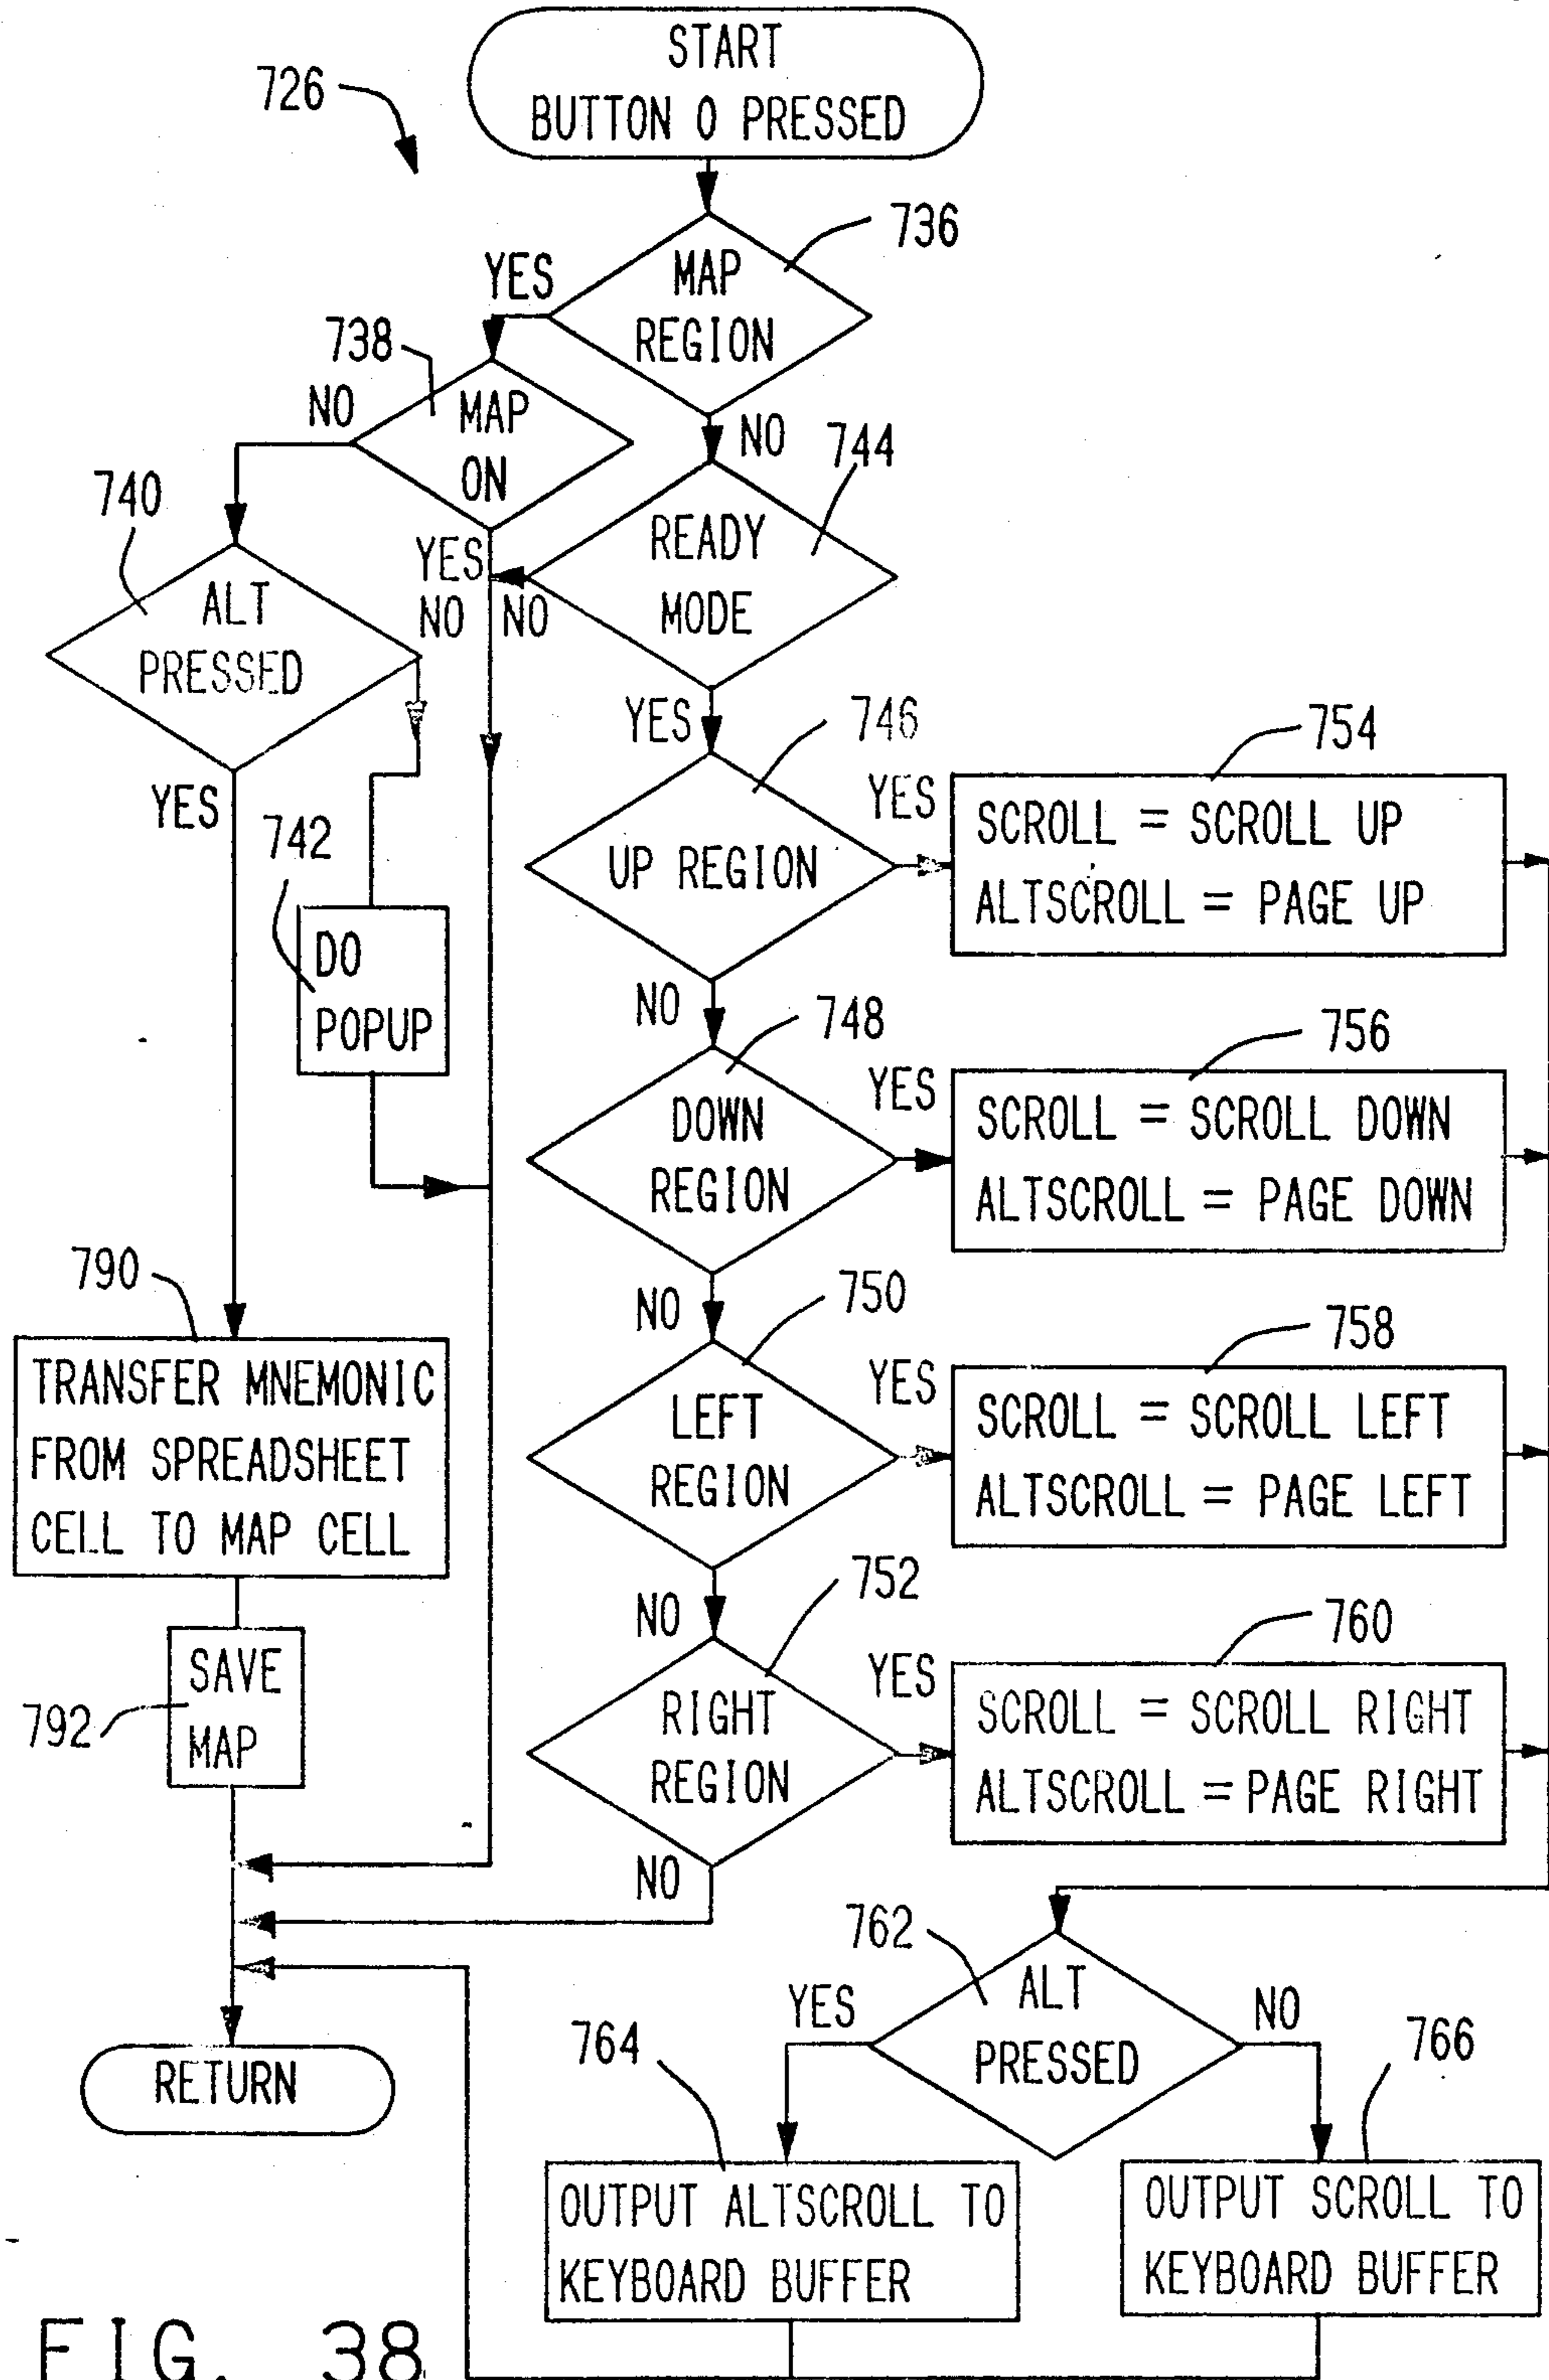 START
BUTTON 0 PRESSED
726
736
YES
MAP
REGION
738
NO
MAP
ON
NO
744
740
ALT
PRESSED
YES
NO
NO
READY
MODE
YES
746
YES
754
SCROLL = SCROLL UP
ALTSCROLL = PAGE UP
YES
742
UP REGION
DO
POPUP
NO
748
YES
756
DOWN
REGION
SCROLL = SCROLL DOWN
ALTSCROLL = PAGE DOWN
790
NO
750
YES
758
TRANSFER MNEMONIC
FROM SPREADSHEET
CELL TO MAP CELL
LEFT
REGION
SCROLL = SCROLL LEFT
ALTSCROLL = PAGE LEFT
NO
752
YES
760
792
SAVE
MAP
RIGHT
REGION
SCROLL = SCROLL RIGHT
ALTSCROLL = PAGE RIGHT
NO
762
YES
ALT
PRESSED
NO
764
766
RETURN
OUTPUT ALTSCROLL TO
KEYBOARD BUFFER
OUTPUT SCROLL TO
KEYBOARD BUFFER
FIG. 38